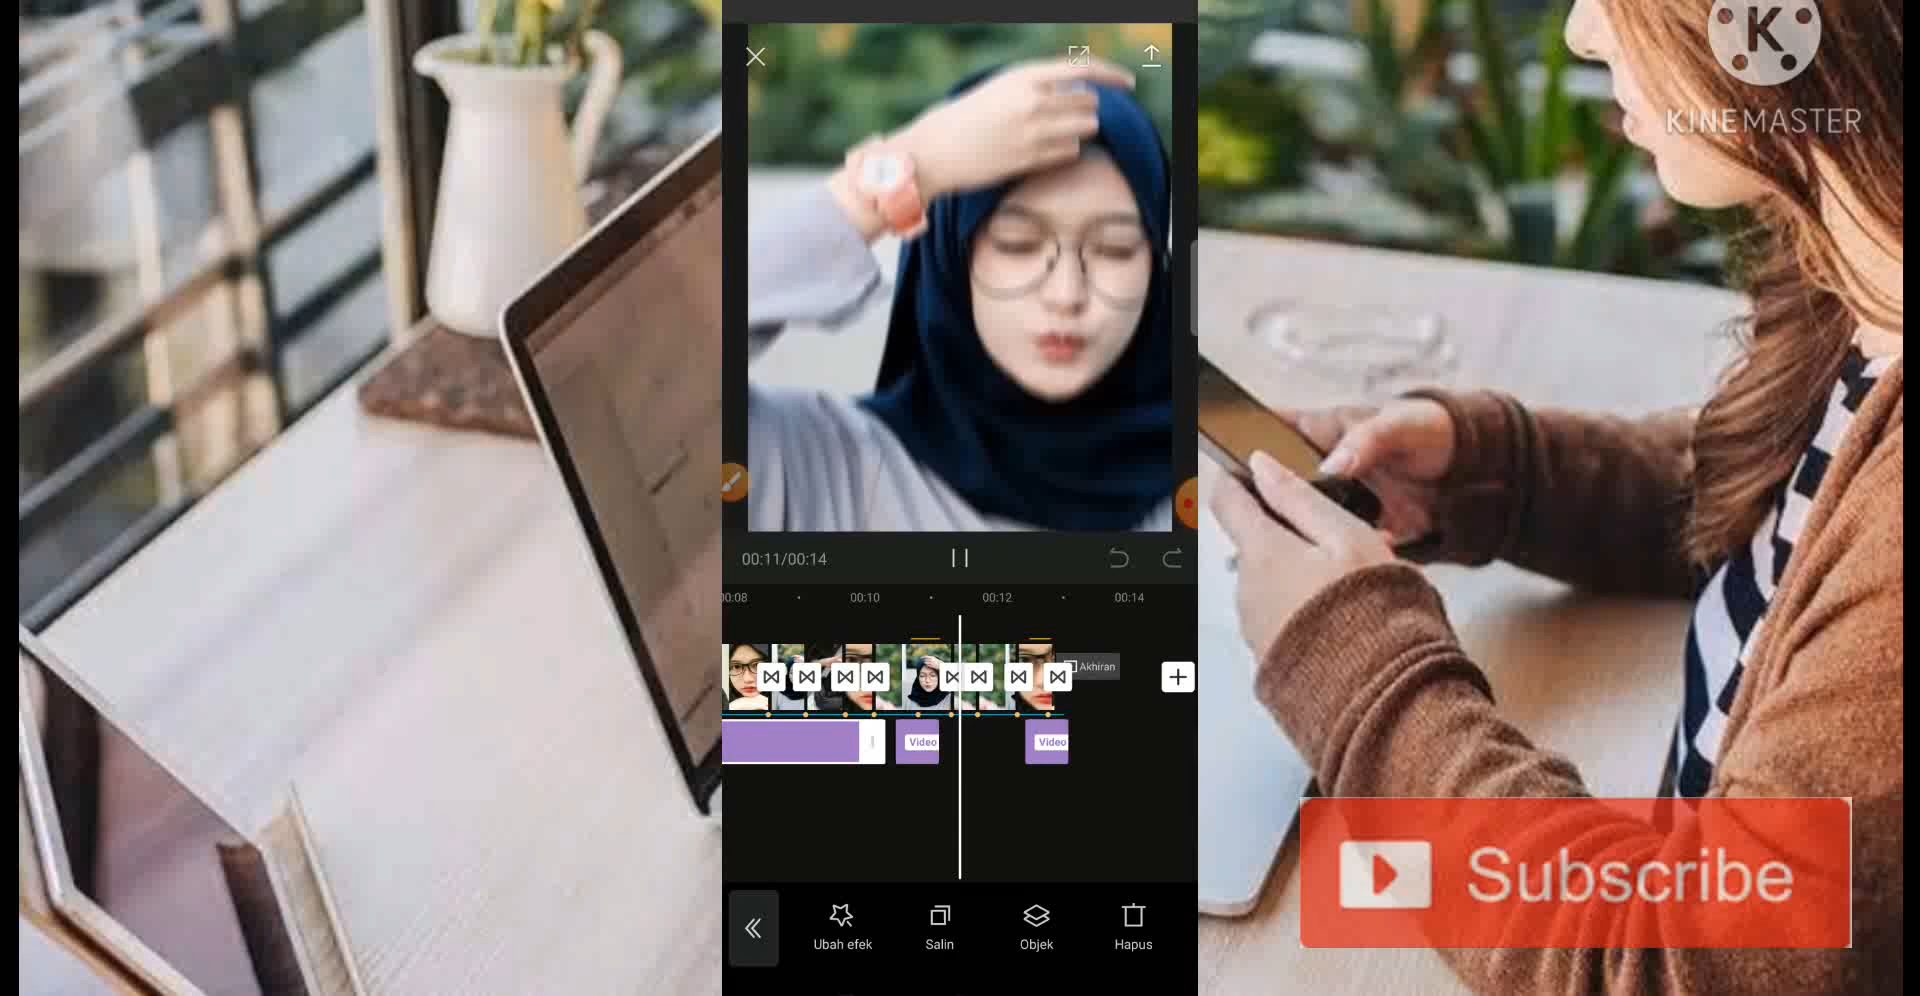 K
KINEMASTER
00:11/00:14
00:08
00:10
00:12
00:14
Akhiran
Video
Video
Ubah efek
Salin
Objek
Hapus
Subscribe